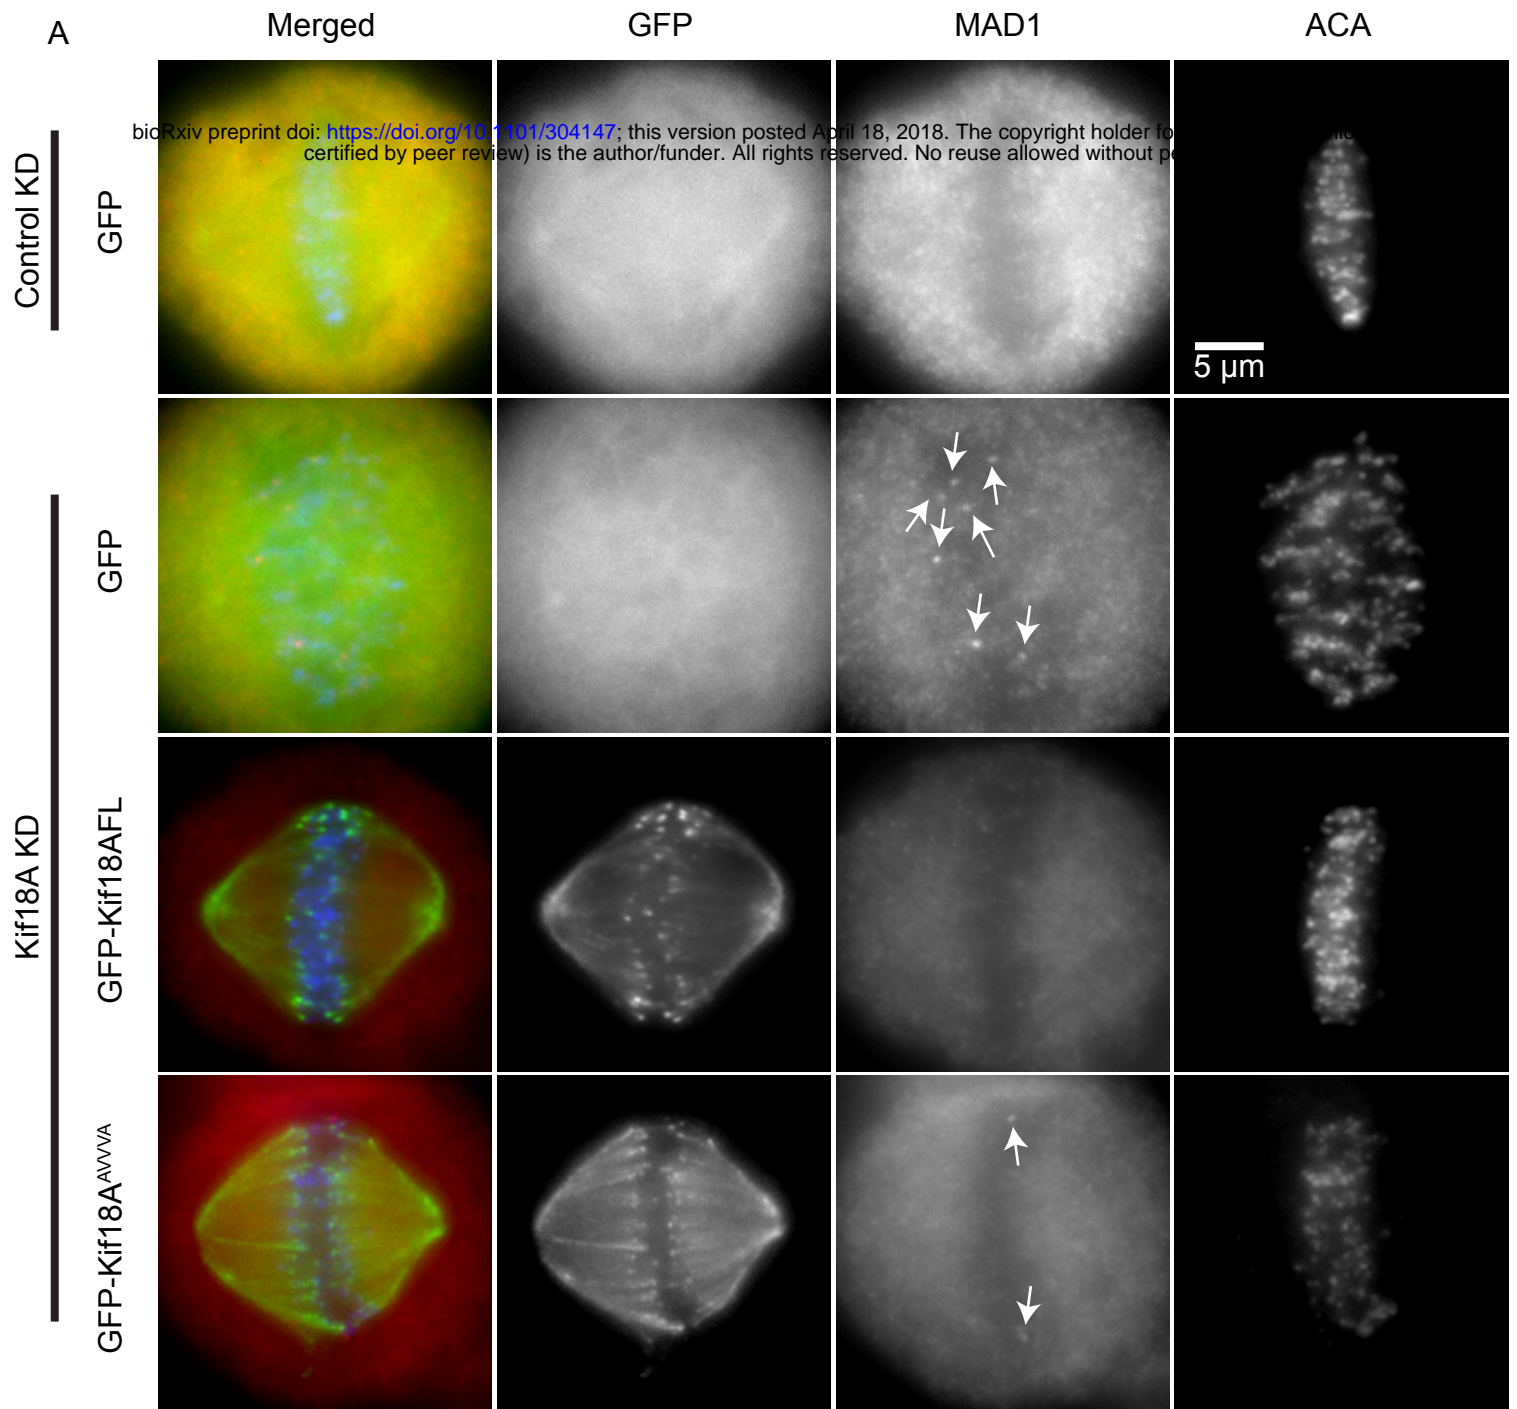 A
Merged GFP MAD1 ACA
bioRxiv preprint doi: https://doi.org/10.1101/304147; this version posted April 18, 2018. The copyright holder fo
certified by peer review) is the author/funder. All rights reserved. No reuse allowed without pe
Control KD
GFP
5 µm
Kif18A KD
GFP
GFP-Kif18AFL
GFP-Kif18AAVVVA